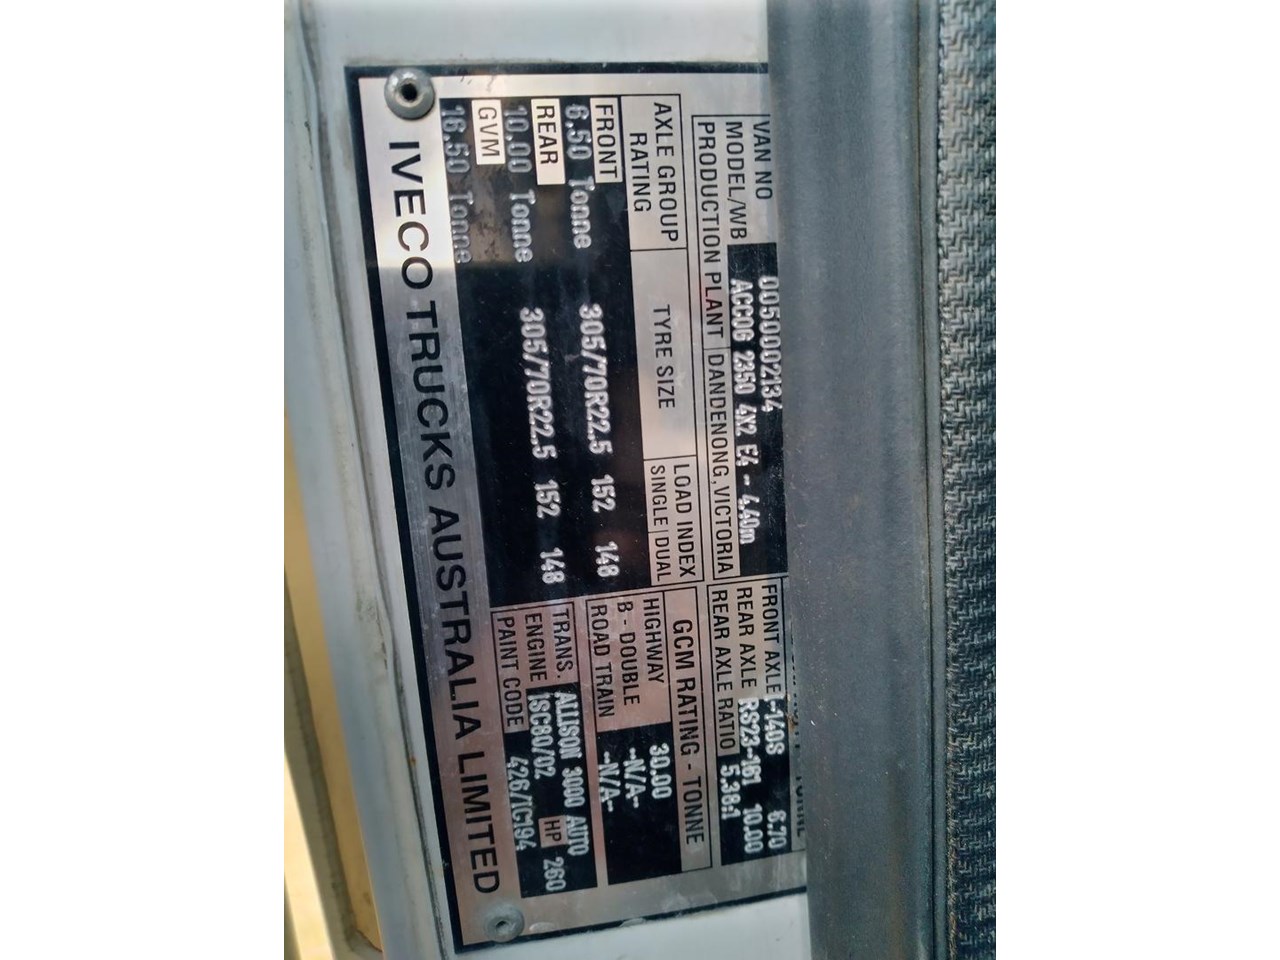 VAN NO 0050002134
MODEL/WB ACCOG 2350 4X2 E4 - 4.40m
PRODUCTION PLANT DANDENONG, VICTORIA
FRONT AXLE -140S 6.70
REAR AXLE RS23-161 10.00
REAR AXLE RATIO 5.38:1
AXLE GROUP RATING
TYRE SIZE
LOAD INDEX
SINGLE DUAL
FRONT
6.50 Tonne 305/70R22.5 152 148
REAR
10.00 Tonne 305/70R22.5 152 148
GVM
16.50 Tonne
GCM RATING - TONNE
HIGHWAY 30.00
B - DOUBLE --N/A--
ROAD TRAIN --N/A--
TRANS. ALLISON 3000 AUTO
ENGINE ISC80/02 HP 260
PAINT CODE 426/IC194
IVECO TRUCKS AUSTRALIA LIMITED